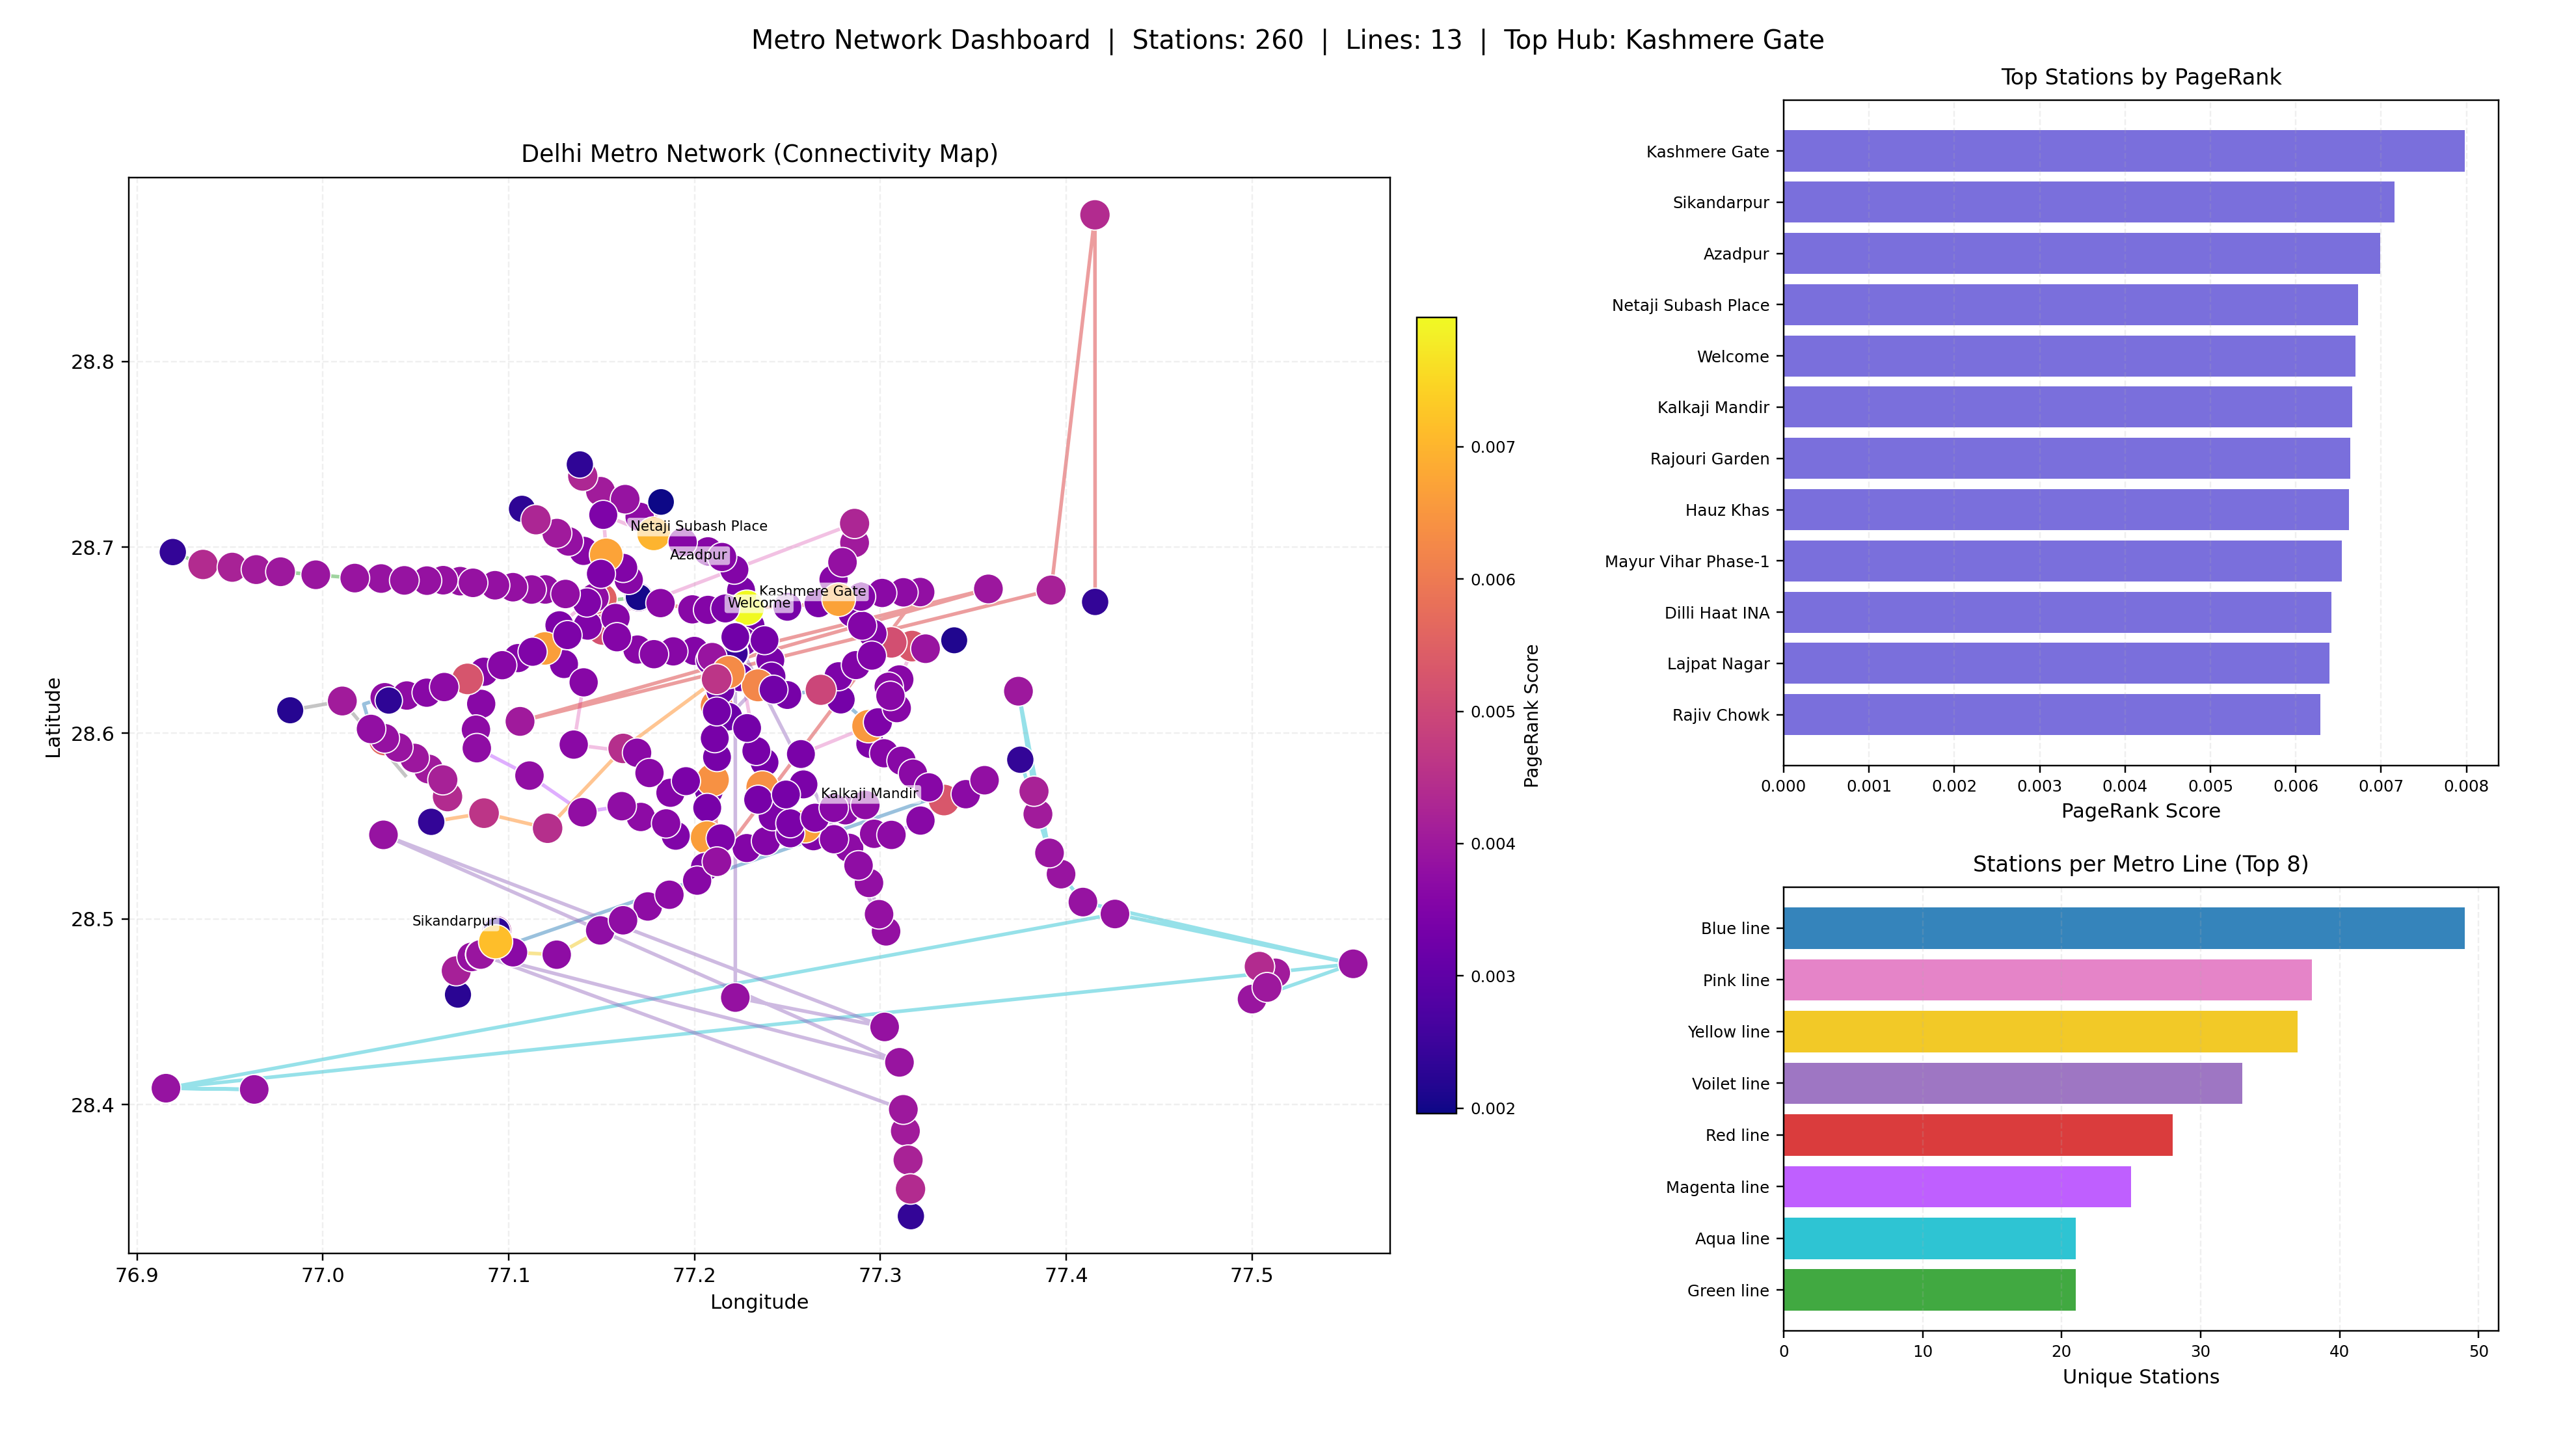 Metro Network Dashboard | Stations: 260 | Lines: 13 | Top Hub: Kashmere Gate
Delhi Metro Network (Connectivity Map)
Latitude
28.8
28.7
28.6
28.5
28.4
Netaji Subash Place
Azadpur
Kashmere Gate
Welcome
Kalkaji Mandir
Sikandarpur
76.9
77.0
77.1
77.2
77.3
77.4
77.5
Longitude
0.007
0.006
0.005
0.004
0.003
0.002
PageRank Score
Top Stations by PageRank
Kashmere Gate
Sikandarpur
Azadpur
Netaji Subash Place
Welcome
Kalkaji Mandir
Rajouri Garden
Hauz Khas
Mayur Vihar Phase-1
Dilli Haat INA
Lajpat Nagar
Rajiv Chowk
0.000
0.001
0.002
0.003
0.004
0.005
0.006
0.007
0.008
PageRank Score
Stations per Metro Line (Top 8)
Blue line
Pink line
Yellow line
Voilet line
Red line
Magenta line
Aqua line
Green line
0
10
20
30
40
50
Unique Stations